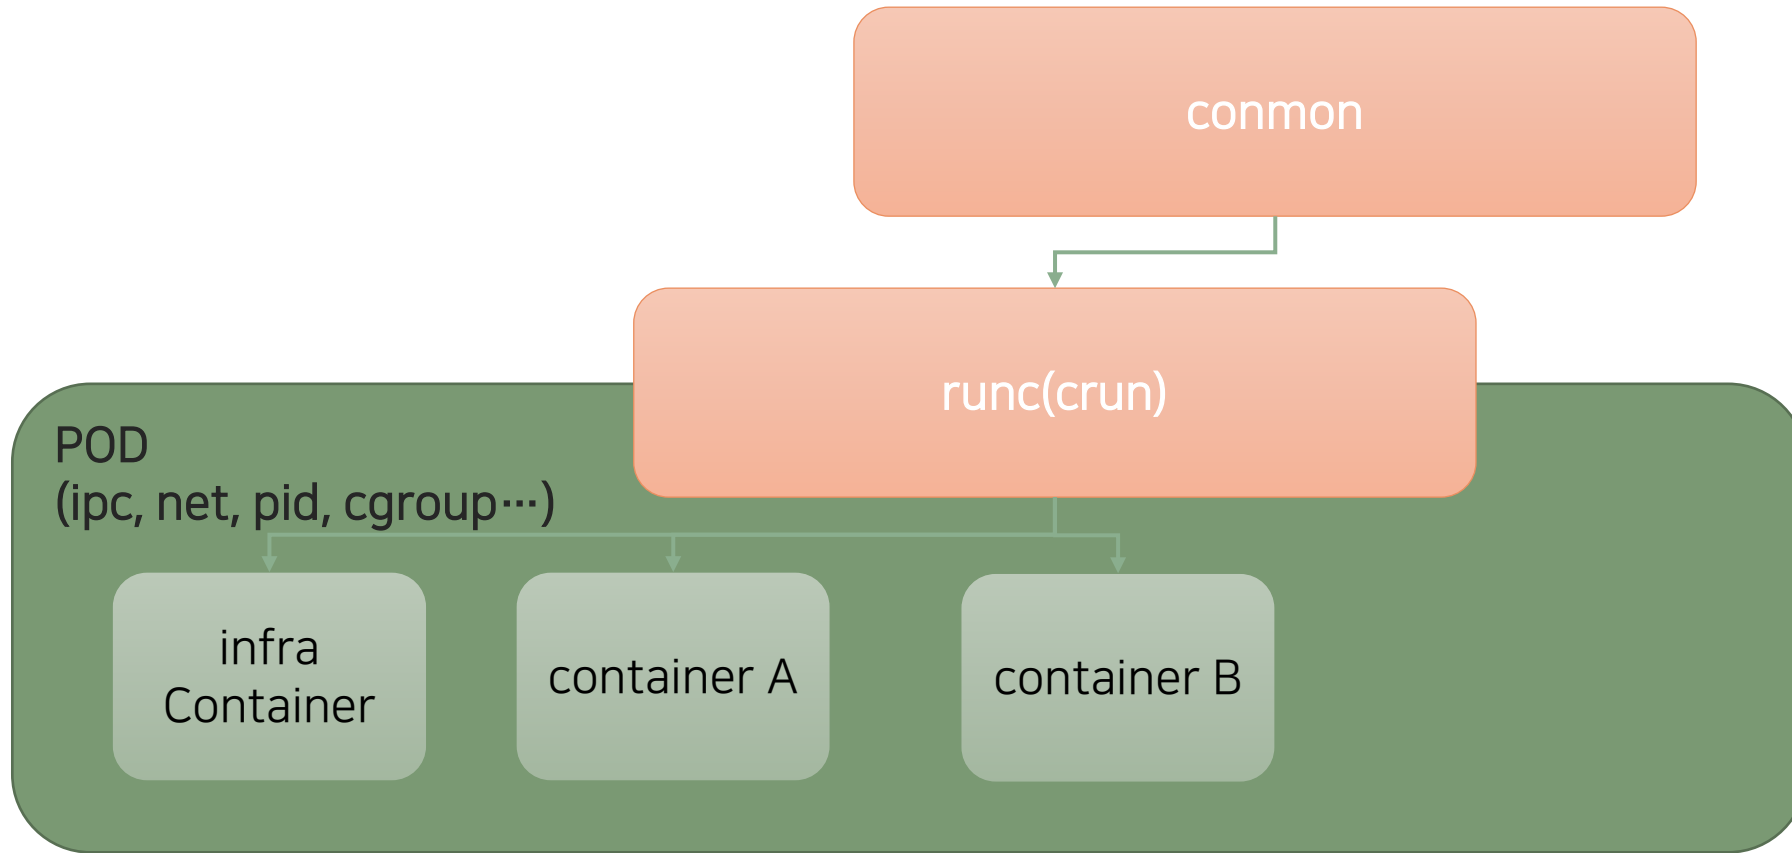 conmon
runc(crun)
POD
(ipc, net, pid, cgroup⋯)
infra
Container
container A
container B